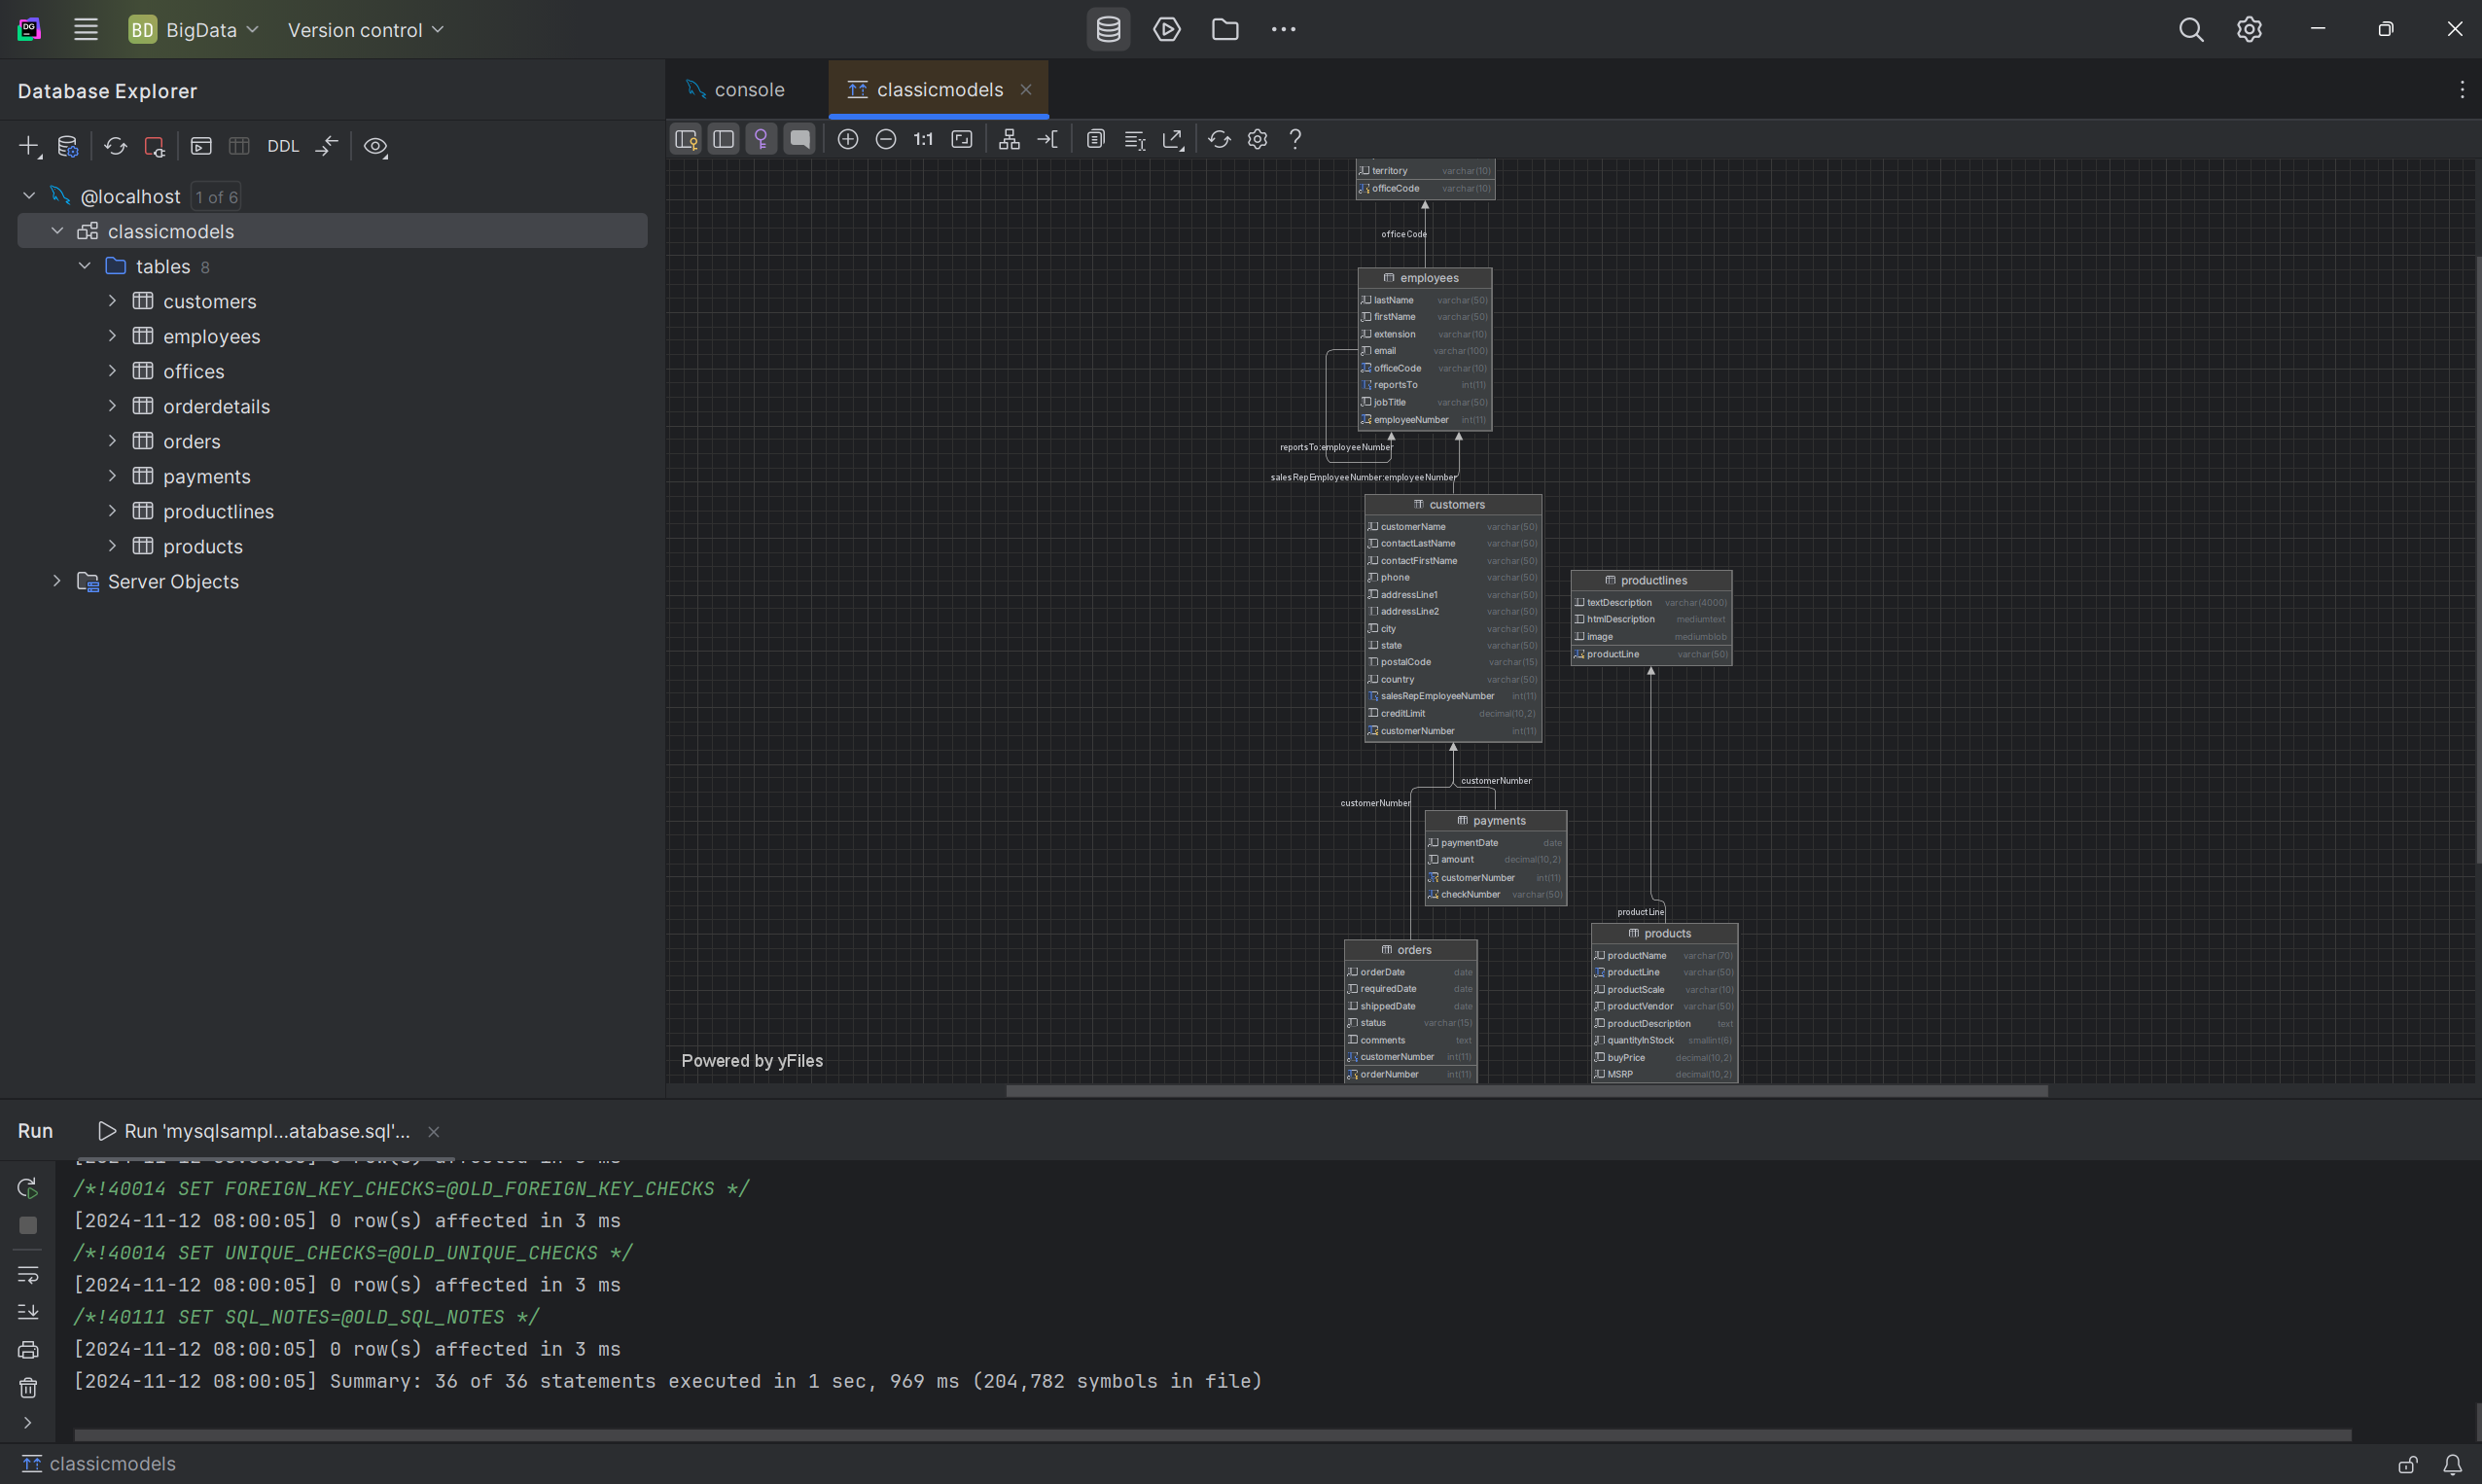 BD BigData Version control
Database Explorer
DDL
@localhost 1 of 6
classicmodels
tables 8
customers
employees
offices
orderdetails
orders
payments
productlines
products
Server Objects
console classicmodels
1:1
territory varchar(10)
officeCode varchar(10)
officeCode
employees
lastName varchar(50)
firstName varchar(50)
extension varchar(10)
email varchar(100)
officeCode varchar(10)
reportsTo int(11)
jobTitle varchar(50)
employeeNumber int(11)
reportsTo:employeeNumber
salesRepEmployeeNumber:employeeNumber
customers
customerName varchar(50)
contactLastName varchar(50)
contactFirstName varchar(50)
phone varchar(50)
addressLine1 varchar(50)
addressLine2 varchar(50)
city varchar(50)
state varchar(50)
postalCode varchar(15)
country varchar(50)
salesRepEmployeeNumber int(11)
creditLimit decimal(10,2)
customerNumber int(11)
productlines
textDescription varchar(4000)
htmlDescription mediumtext
image mediumblob
productLine varchar(50)
customerNumber
customerNumber
payments
paymentDate date
amount decimal(10,2)
customerNumber int(11)
checkNumber varchar(50)
productLine
orders
orderDate date
requiredDate date
shippedDate date
status varchar(15)
comments text
customerNumber int(11)
orderNumber int(11)
products
productName varchar(70)
productLine varchar(50)
productScale varchar(10)
productVendor varchar(50)
productDescription text
quantityInStock smallint(6)
buyPrice decimal(10,2)
MSRP decimal(10,2)
Powered by yFiles
Run Run 'mysqlsampl...atabase.sql'...
/*!40014 SET FOREIGN_KEY_CHECKS=@OLD_FOREIGN_KEY_CHECKS */
[2024-11-12 08:00:05] 0 row(s) affected in 3 ms
/*!40014 SET UNIQUE_CHECKS=@OLD_UNIQUE_CHECKS */
[2024-11-12 08:00:05] 0 row(s) affected in 3 ms
/*!40111 SET SQL_NOTES=@OLD_SQL_NOTES */
[2024-11-12 08:00:05] 0 row(s) affected in 3 ms
[2024-11-12 08:00:05] Summary: 36 of 36 statements executed in 1 sec, 969 ms (204,782 symbols in file)
classicmodels